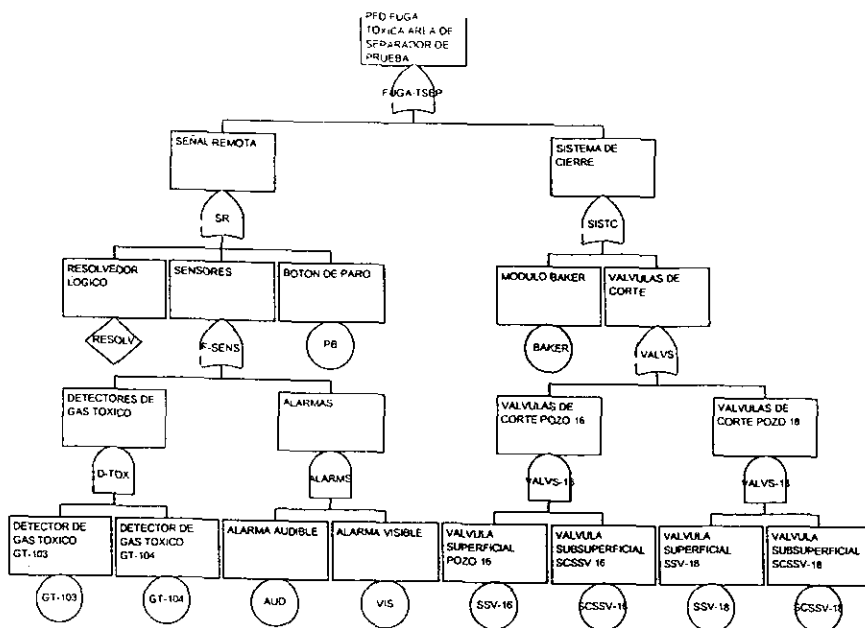 PFD FUGA
TOXICA AREA DE
SEPARADOR DE
PRUEBA
FUGA-TSEP
SEÑAL REMOTA
SISTEMA DE
CIERRE
SR
SISTC
RESOLVEDOR
LOGICO
SENSORES
BOTON DE PARO
MODULO BAKER
VALVULAS DE
CORTE
RESOLV
F-SENS
PB
BAKER
VALVS
DETECTORES DE
GAS TOXICO
ALARMAS
VALVULAS DE
CORTE POZO 16
VALVULAS DE
CORTE POZO 18
D-TOX
ALARMS
VALVS-16
VALVS-18
DETECTOR DE
GAS TOXICO
GT-103
DETECTOR DE
GAS TOXICO
GT-104
ALARMA AUDIBLE
ALARMA VISIBLE
VALVULA
SUPERFICIAL
POZO 16
VALVULA
SUBSUPERFICIAL
SCSSV 16
VALVULA
SUPERFICIAL
SSV-18
VALVULA
SUBSUPERFICIAL
SCSSV-18
GT-103
GT-104
AUD
VIS
SSV-16
SCSSV-16
SSV-18
SCSSV-18